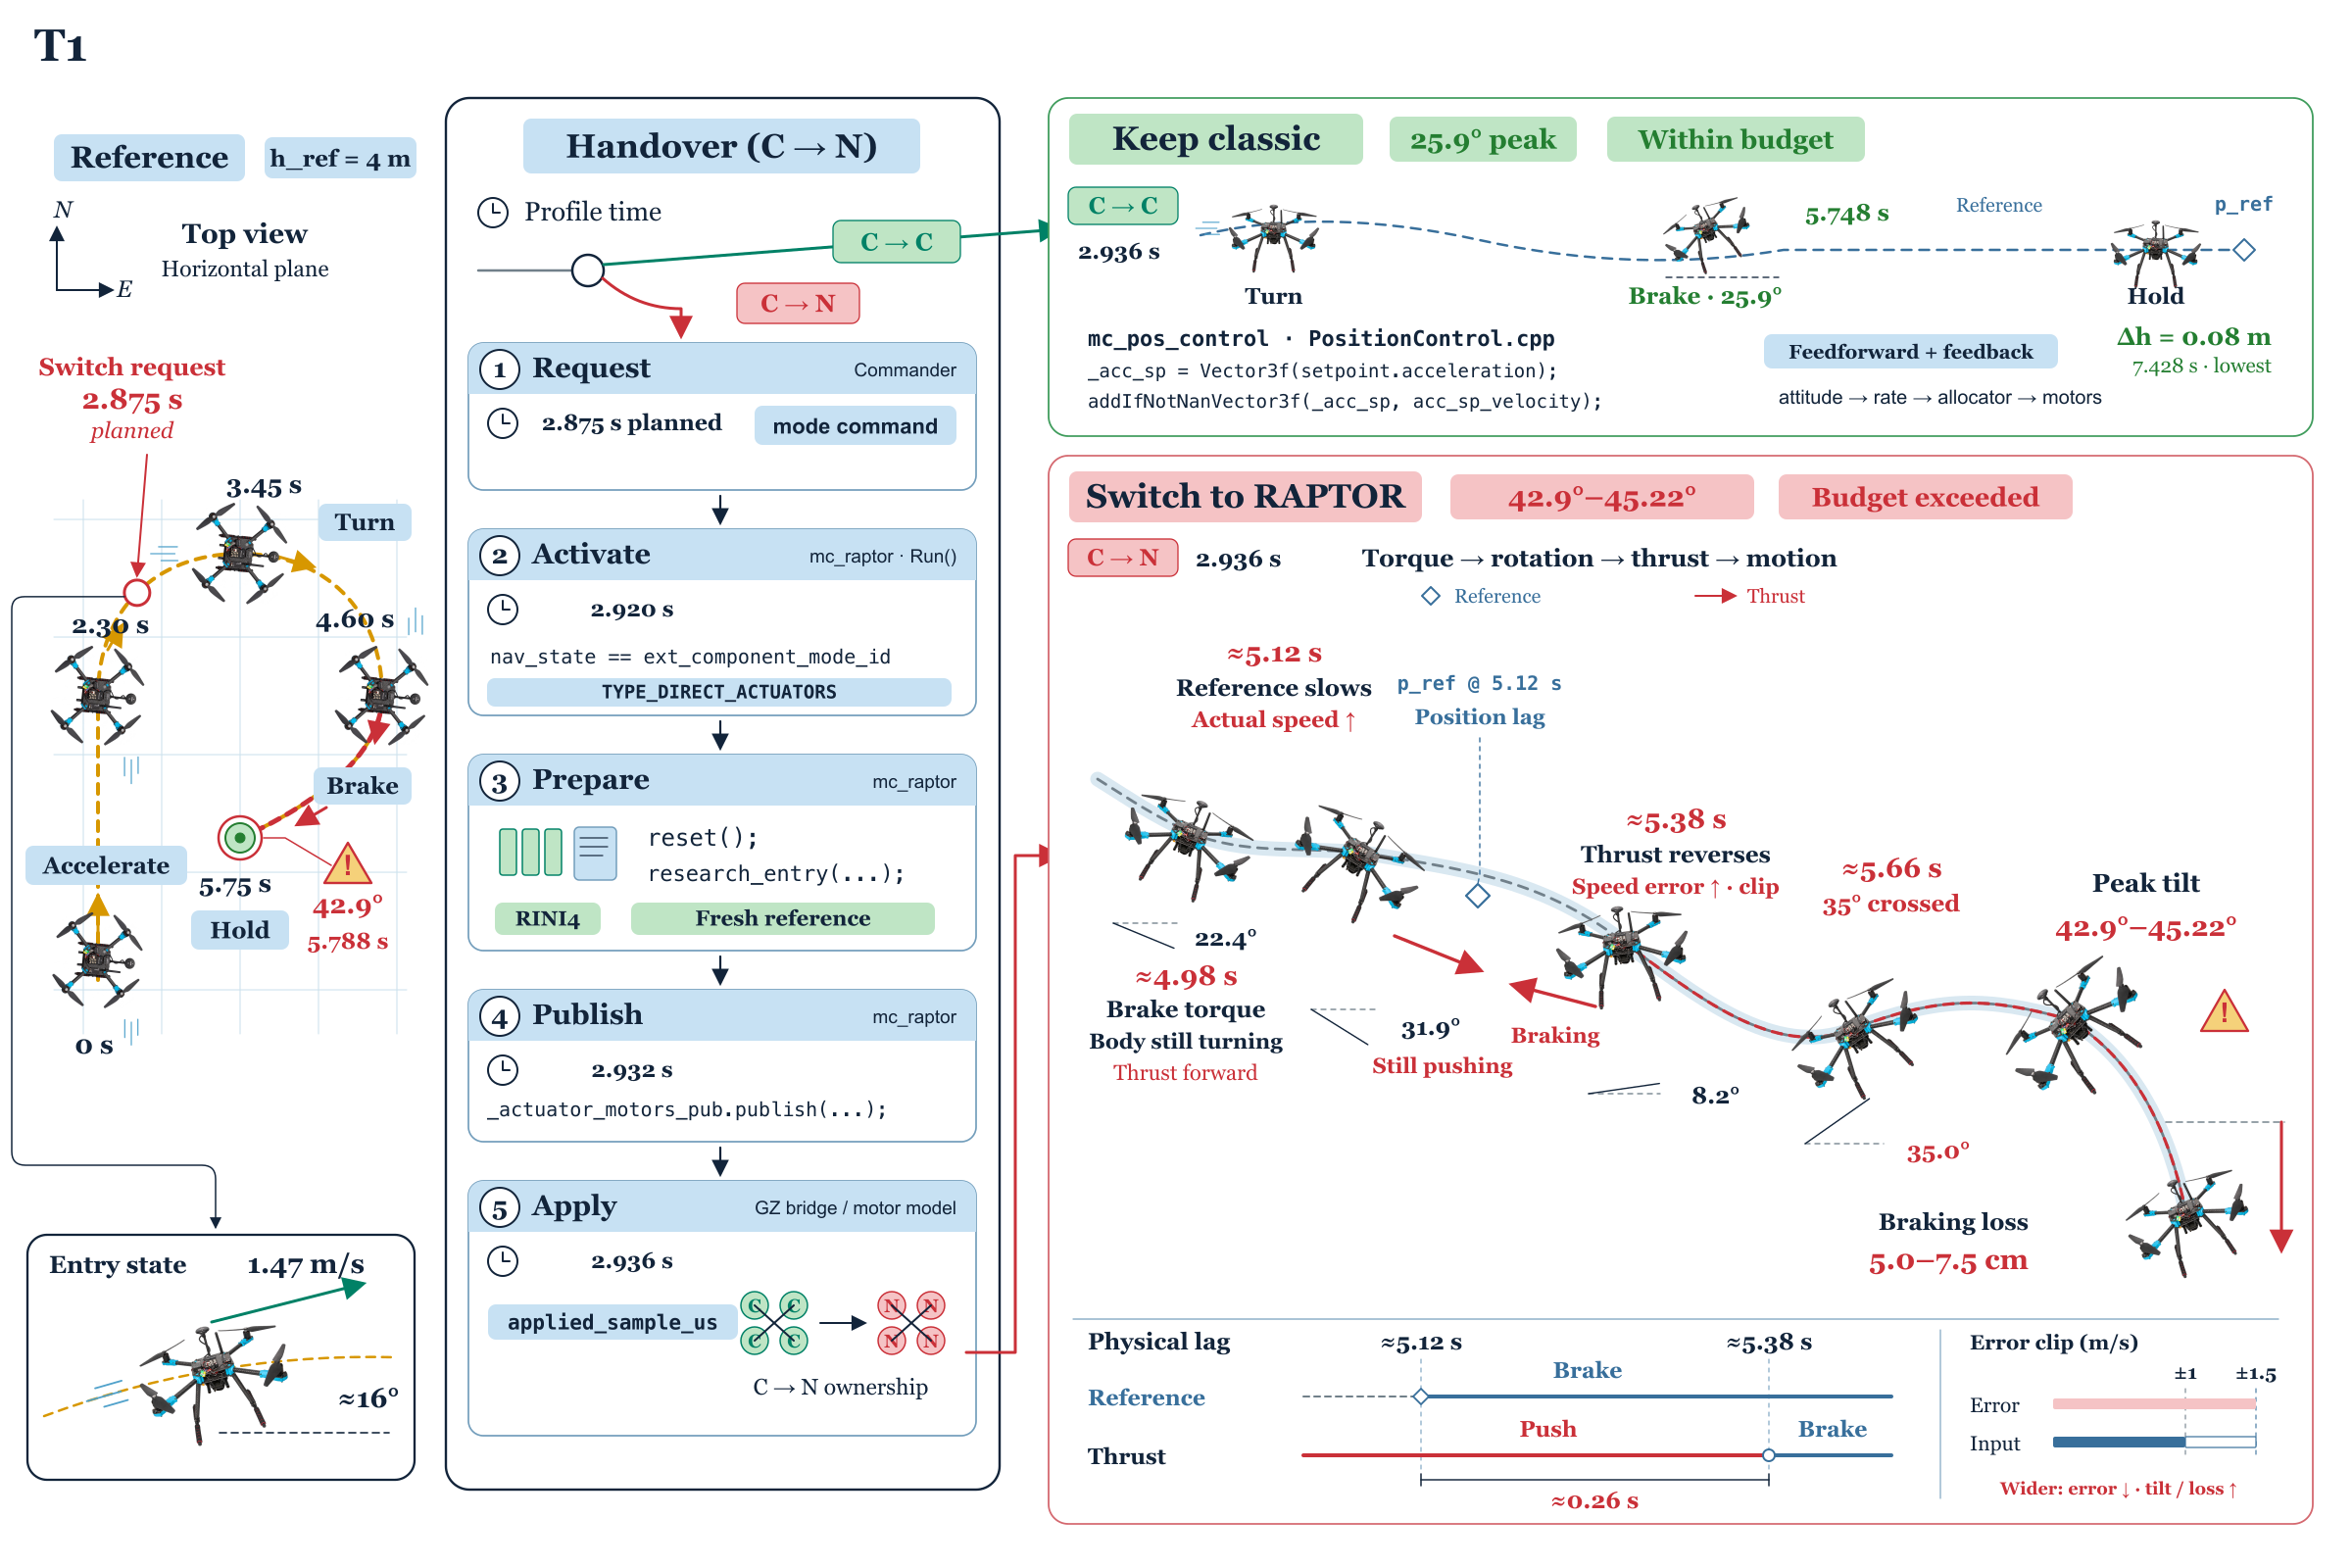 T1
Reference
h_ref = 4 m
N
E
Top view
Horizontal plane
Switch request
2.875 s
planned
3.45 s
Turn
2.30 s
4.60 s
Brake
Accelerate
5.75 s
Hold
!
42.9°
5.788 s
0 s
Entry state
1.47 m/s
≈16°
Handover (C → N)
Profile time
C → C
C → N
1 Request Commander
2.875 s planned
mode command
2 Activate mc_raptor · Run()
2.920 s
nav_state == ext_component_mode_id
TYPE_DIRECT_ACTUATORS
3 Prepare mc_raptor
reset();
research_entry(...);
RINI4
Fresh reference
4 Publish mc_raptor
2.932 s
_actuator_motors_pub.publish(...);
5 Apply GZ bridge / motor model
2.936 s
applied_sample_us
C C N N
C C N N
C → N ownership
Keep classic
25.9° peak
Within budget
C → C
2.936 s
Turn
Brake · 25.9°
5.748 s
Reference
p_ref
Hold
mc_pos_control · PositionControl.cpp
_acc_sp = Vector3f(setpoint.acceleration);
addIfNotNanVector3f(_acc_sp, acc_sp_velocity);
Feedforward + feedback
attitude → rate → allocator → motors
Δh = 0.08 m
7.428 s · lowest
Switch to RAPTOR
42.9°–45.22°
Budget exceeded
C → N
2.936 s
Torque → rotation → thrust → motion
Reference
Thrust
≈5.12 s
Reference slows
Actual speed ↑
p_ref @ 5.12 s
Position lag
≈5.38 s
Thrust reverses
Speed error ↑ · clip
≈5.66 s
35° crossed
Peak tilt
42.9°–45.22°
!
22.4°
≈4.98 s
Brake torque
Body still turning
Thrust forward
31.9°
Still pushing
Braking
8.2°
35.0°
Braking loss
5.0–7.5 cm
Physical lag
≈5.12 s
≈5.38 s
Brake
Reference
Push
Brake
Thrust
≈0.26 s
Error clip (m/s)
±1
±1.5
Error
Input
Wider: error ↓ · tilt / loss ↑